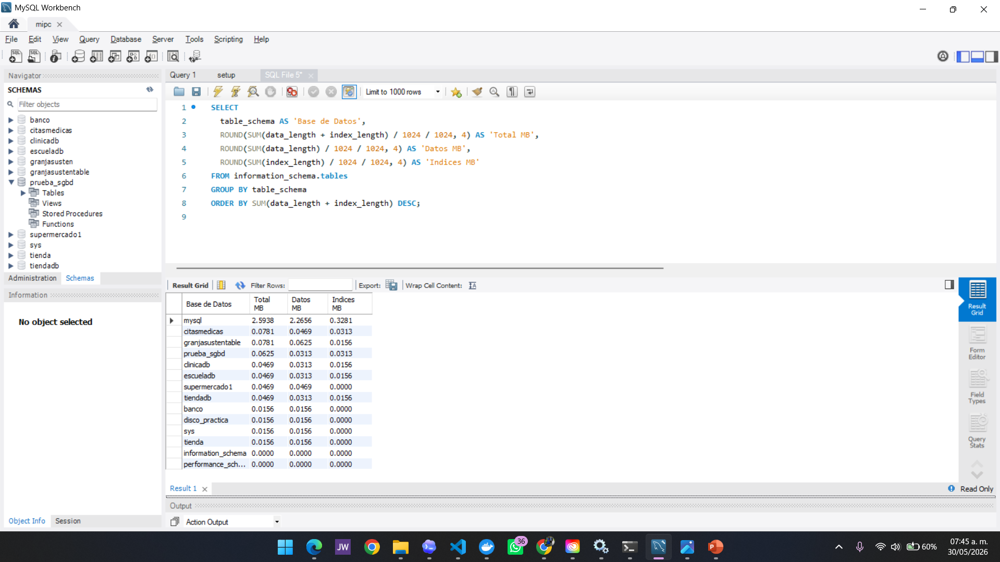 MySQL Workbench
mipc
File Edit View Query Database Server Tools Scripting Help
Navigator
SCHEMAS
Filter objects
banco
citasmedicas
clinicadb
escueladb
granjasusten
granjasustentable
prueba_sgbd
Tables
Views
Stored Procedures
Functions
supermercado1
sys
tienda
tiendadb
Administration Schemas
Information
No object selected
Object Info Session
Query 1 setup SQL File 5*
Limit to 1000 rows
1 SELECT
2 table_schema AS 'Base de Datos',
3 ROUND(SUM(data_length + index_length) / 1024 / 1024, 4) AS 'Total MB',
4 ROUND(SUM(data_length) / 1024 / 1024, 4) AS 'Datos MB',
5 ROUND(SUM(index_length) / 1024 / 1024, 4) AS 'Indices MB'
6 FROM information_schema.tables
7 GROUP BY table_schema
8 ORDER BY SUM(data_length + index_length) DESC;
9
Result Grid Filter Rows: Export: Wrap Cell Content:
Base de Datos Total MB Datos MB Indices MB
mysql 2.5938 2.2656 0.3281
citasmedicas 0.0781 0.0469 0.0313
granjasustentable 0.0781 0.0625 0.0156
prueba_sgbd 0.0625 0.0313 0.0313
clinicadb 0.0469 0.0313 0.0156
escueladb 0.0469 0.0313 0.0156
supermercado1 0.0469 0.0469 0.0000
tiendadb 0.0469 0.0313 0.0156
banco 0.0156 0.0156 0.0000
disco_practica 0.0156 0.0156 0.0000
sys 0.0156 0.0156 0.0000
tienda 0.0156 0.0156 0.0000
information_schema 0.0000 0.0000 0.0000
performance_sch... 0.0000 0.0000 0.0000
Result Grid
Form Editor
Field Types
Query Stats
Result 1
Read Only
Output
Action Output
JW
36
60%
07:45 a. m.
30/05/2026